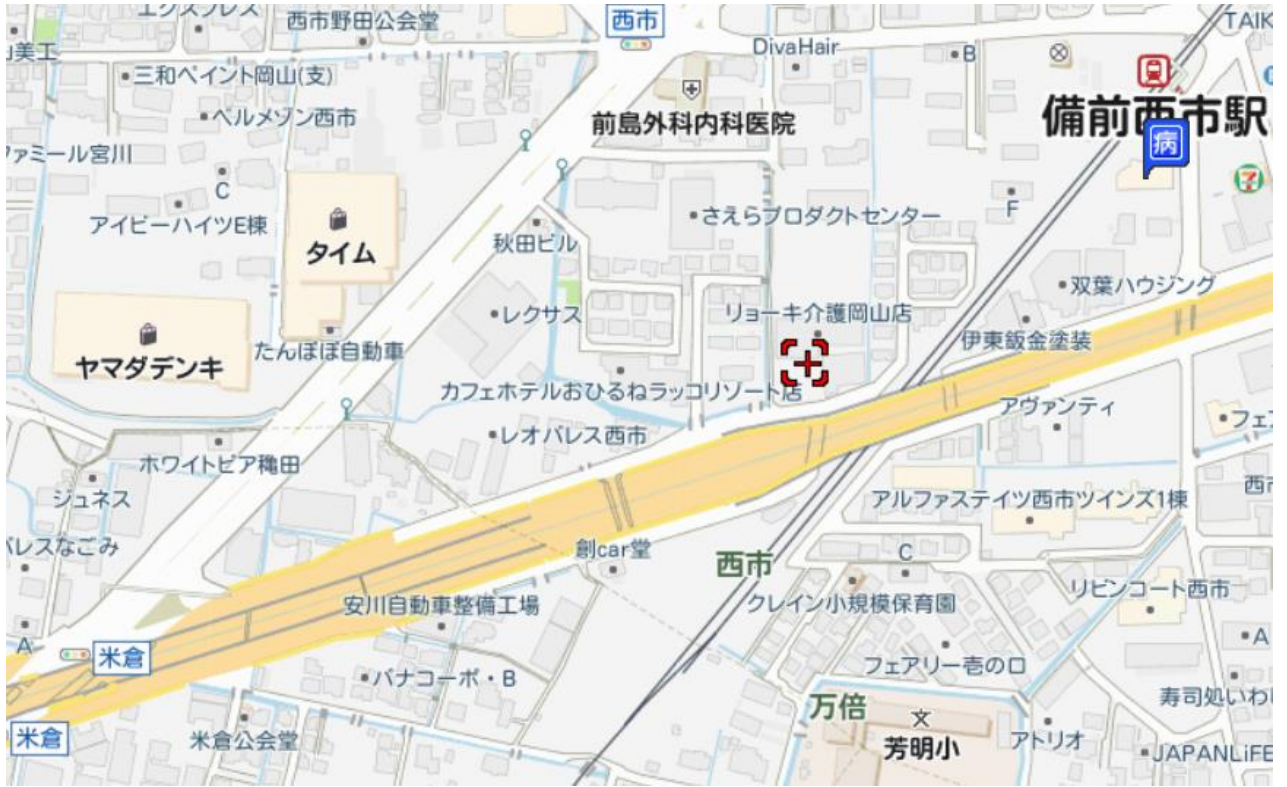 エクスプレス
西市野田公会堂
西市
TAIK
美工
DivaHair
B
三和ペイント岡山(支)
ベルメゾン西市
前島外科内科医院
備前西市駅
病
ファミール宮川
C
アイビーハイツE棟
さえらプロダクトセンター
F
7
秋田ビル
タイム
双葉ハウジング
レクサス
リョーキ介護岡山店
伊東鈑金塗装
たんぽぽ自動車
ヤマダデンキ
カフェホテルおひるねラッコリゾート店
アヴァンティ
フェ
レオパレス西市
ホワイトピア穐田
ジュネス
アルファステイツ西市ツインズ1棟
西市
パレスなごみ
創car堂
西市
C
クレイン小規模保育園
リビンコート西市
安川自動車整備工場
A
米倉
A
フェアリー壱の口
バナコーポ・B
寿司処いわ
万倍
文
米倉
米倉公会堂
芳明小
アトリオ
JAPANLiFE